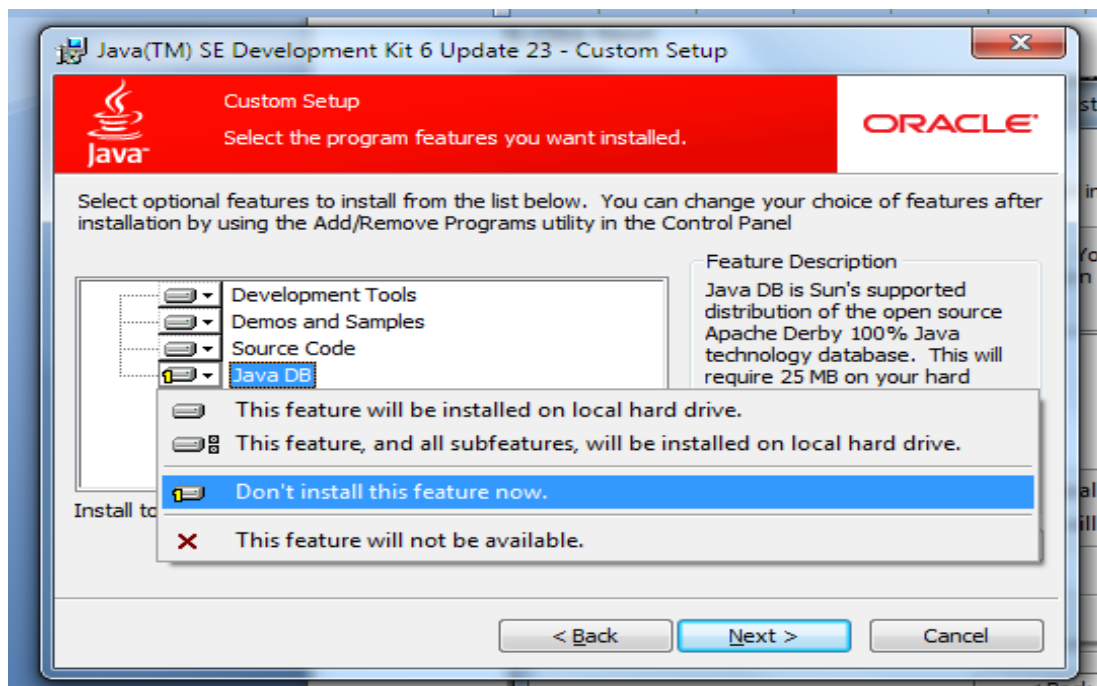 Java(TM) SE Development Kit 6 Update 23 - Custom Setup
Custom Setup
Select the program features you want installed.
Java™
ORACLE®
Select optional features to install from the list below. You can change your choice of features after
installation by using the Add/Remove Programs utility in the Control Panel
Feature Description
Development Tools
Demos and Samples
Source Code
Java DB
Java DB is Sun's supported
distribution of the open source
Apache Derby 100% Java
technology database. This will
require 25 MB on your hard
This feature will be installed on local hard drive.
This feature, and all subfeatures, will be installed on local hard drive.
Don't install this feature now.
This feature will not be available.
Install to
< Back
Next >
Cancel